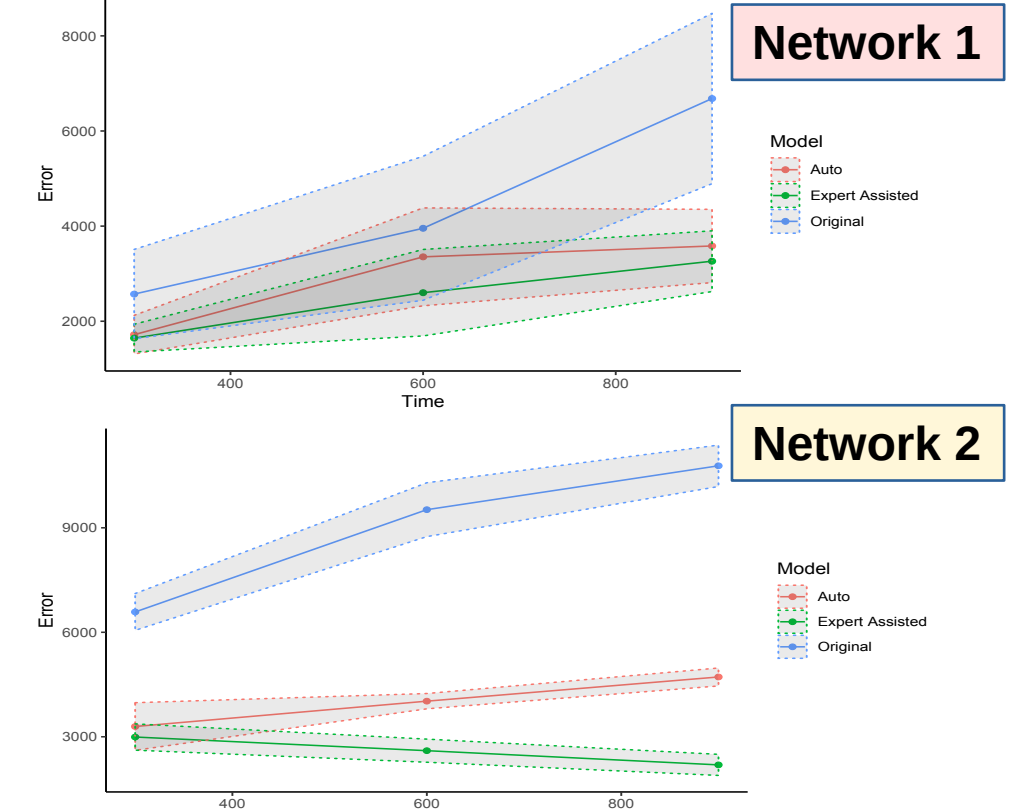 Network 1
8000
6000
4000
2000
Error
400
600
800
Time
Model
Auto
Expert Assisted
Original
Network 2
9000
6000
3000
Error
400
600
800
Model
Auto
Expert Assisted
Original